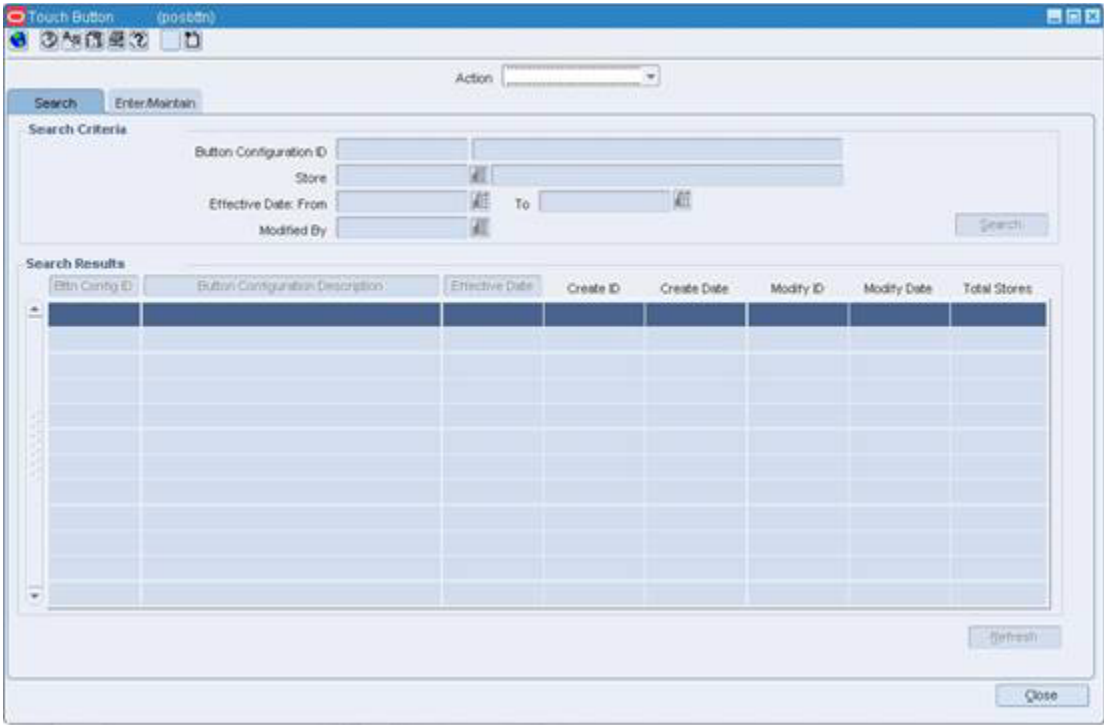 Touch Button (posbttn)
Action
Search Enter/Maintain
Search Criteria
Button Configuration ID
Store
Effective Date: From To
Modified By
Search
Search Results
Bttn Config ID Button Configuration Description Effective Date Create ID Create Date Modify ID Modify Date Total Stores
Refresh
Close